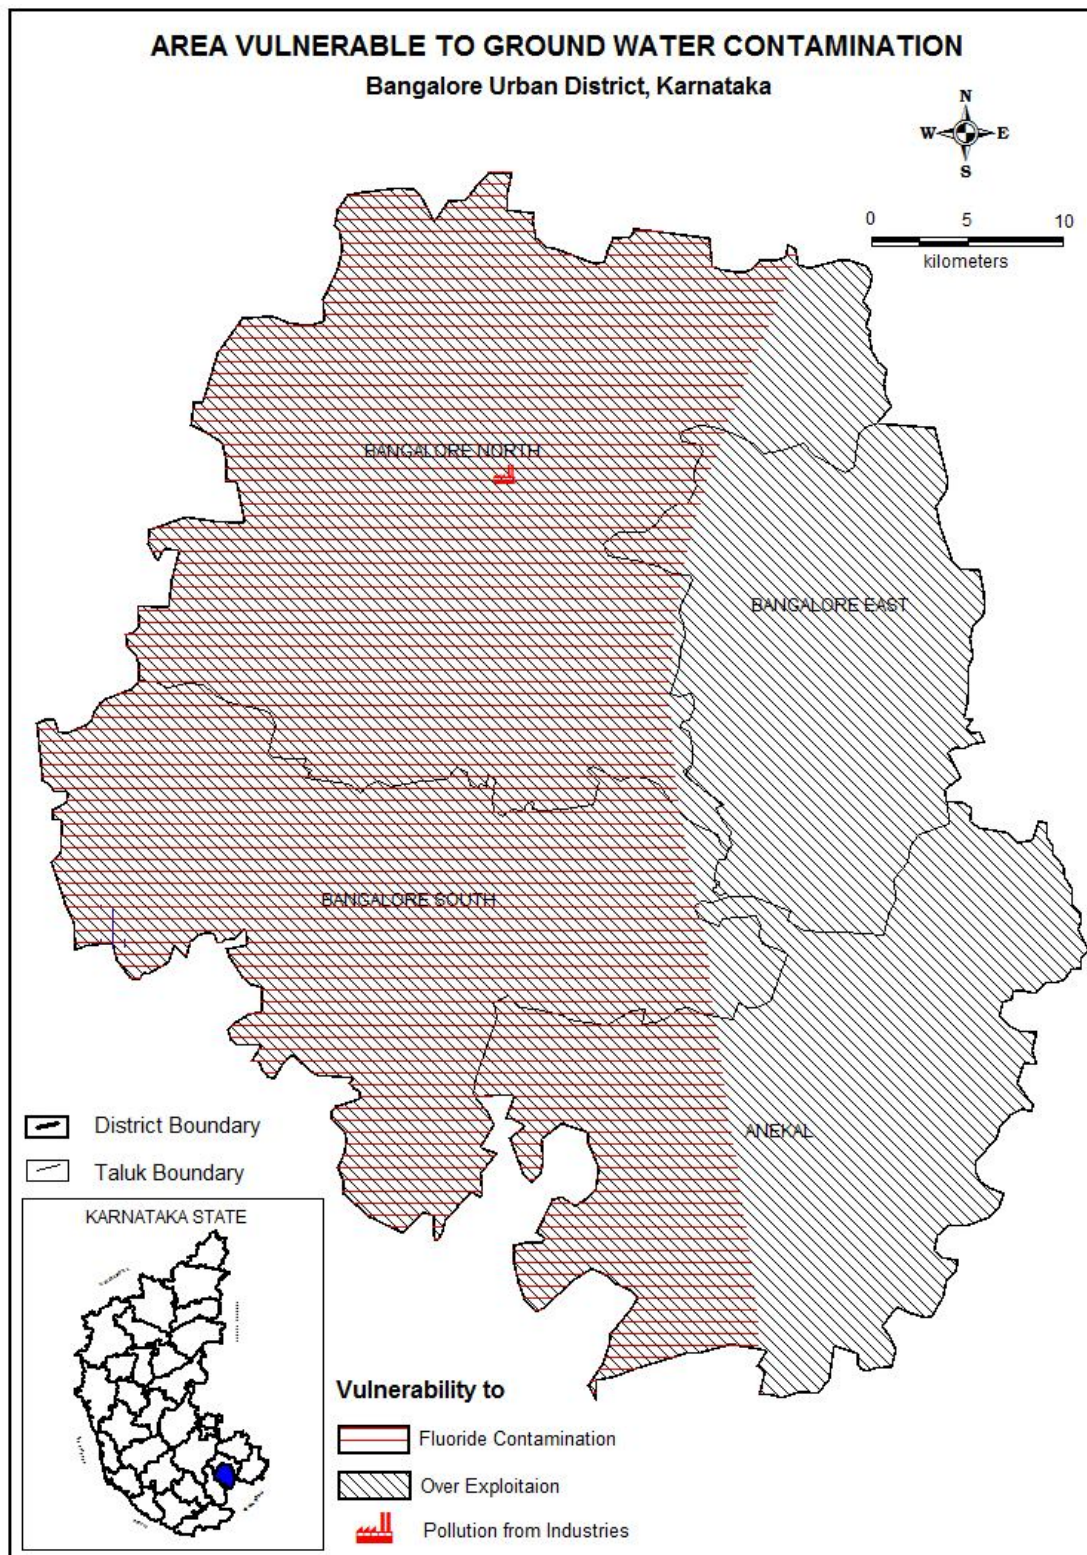 AREA VULNERABLE TO GROUND WATER CONTAMINATION
Bangalore Urban District, Karnataka
N
W E
S
0 5 10
kilometers
BANGALORE NORTH
BANGALORE EAST
BANGALORE SOUTH
ANEKAL
District Boundary
Taluk Boundary
KARNATAKA STATE
Vulnerability to
Fluoride Contamination
Over Exploitaion
Pollution from Industries